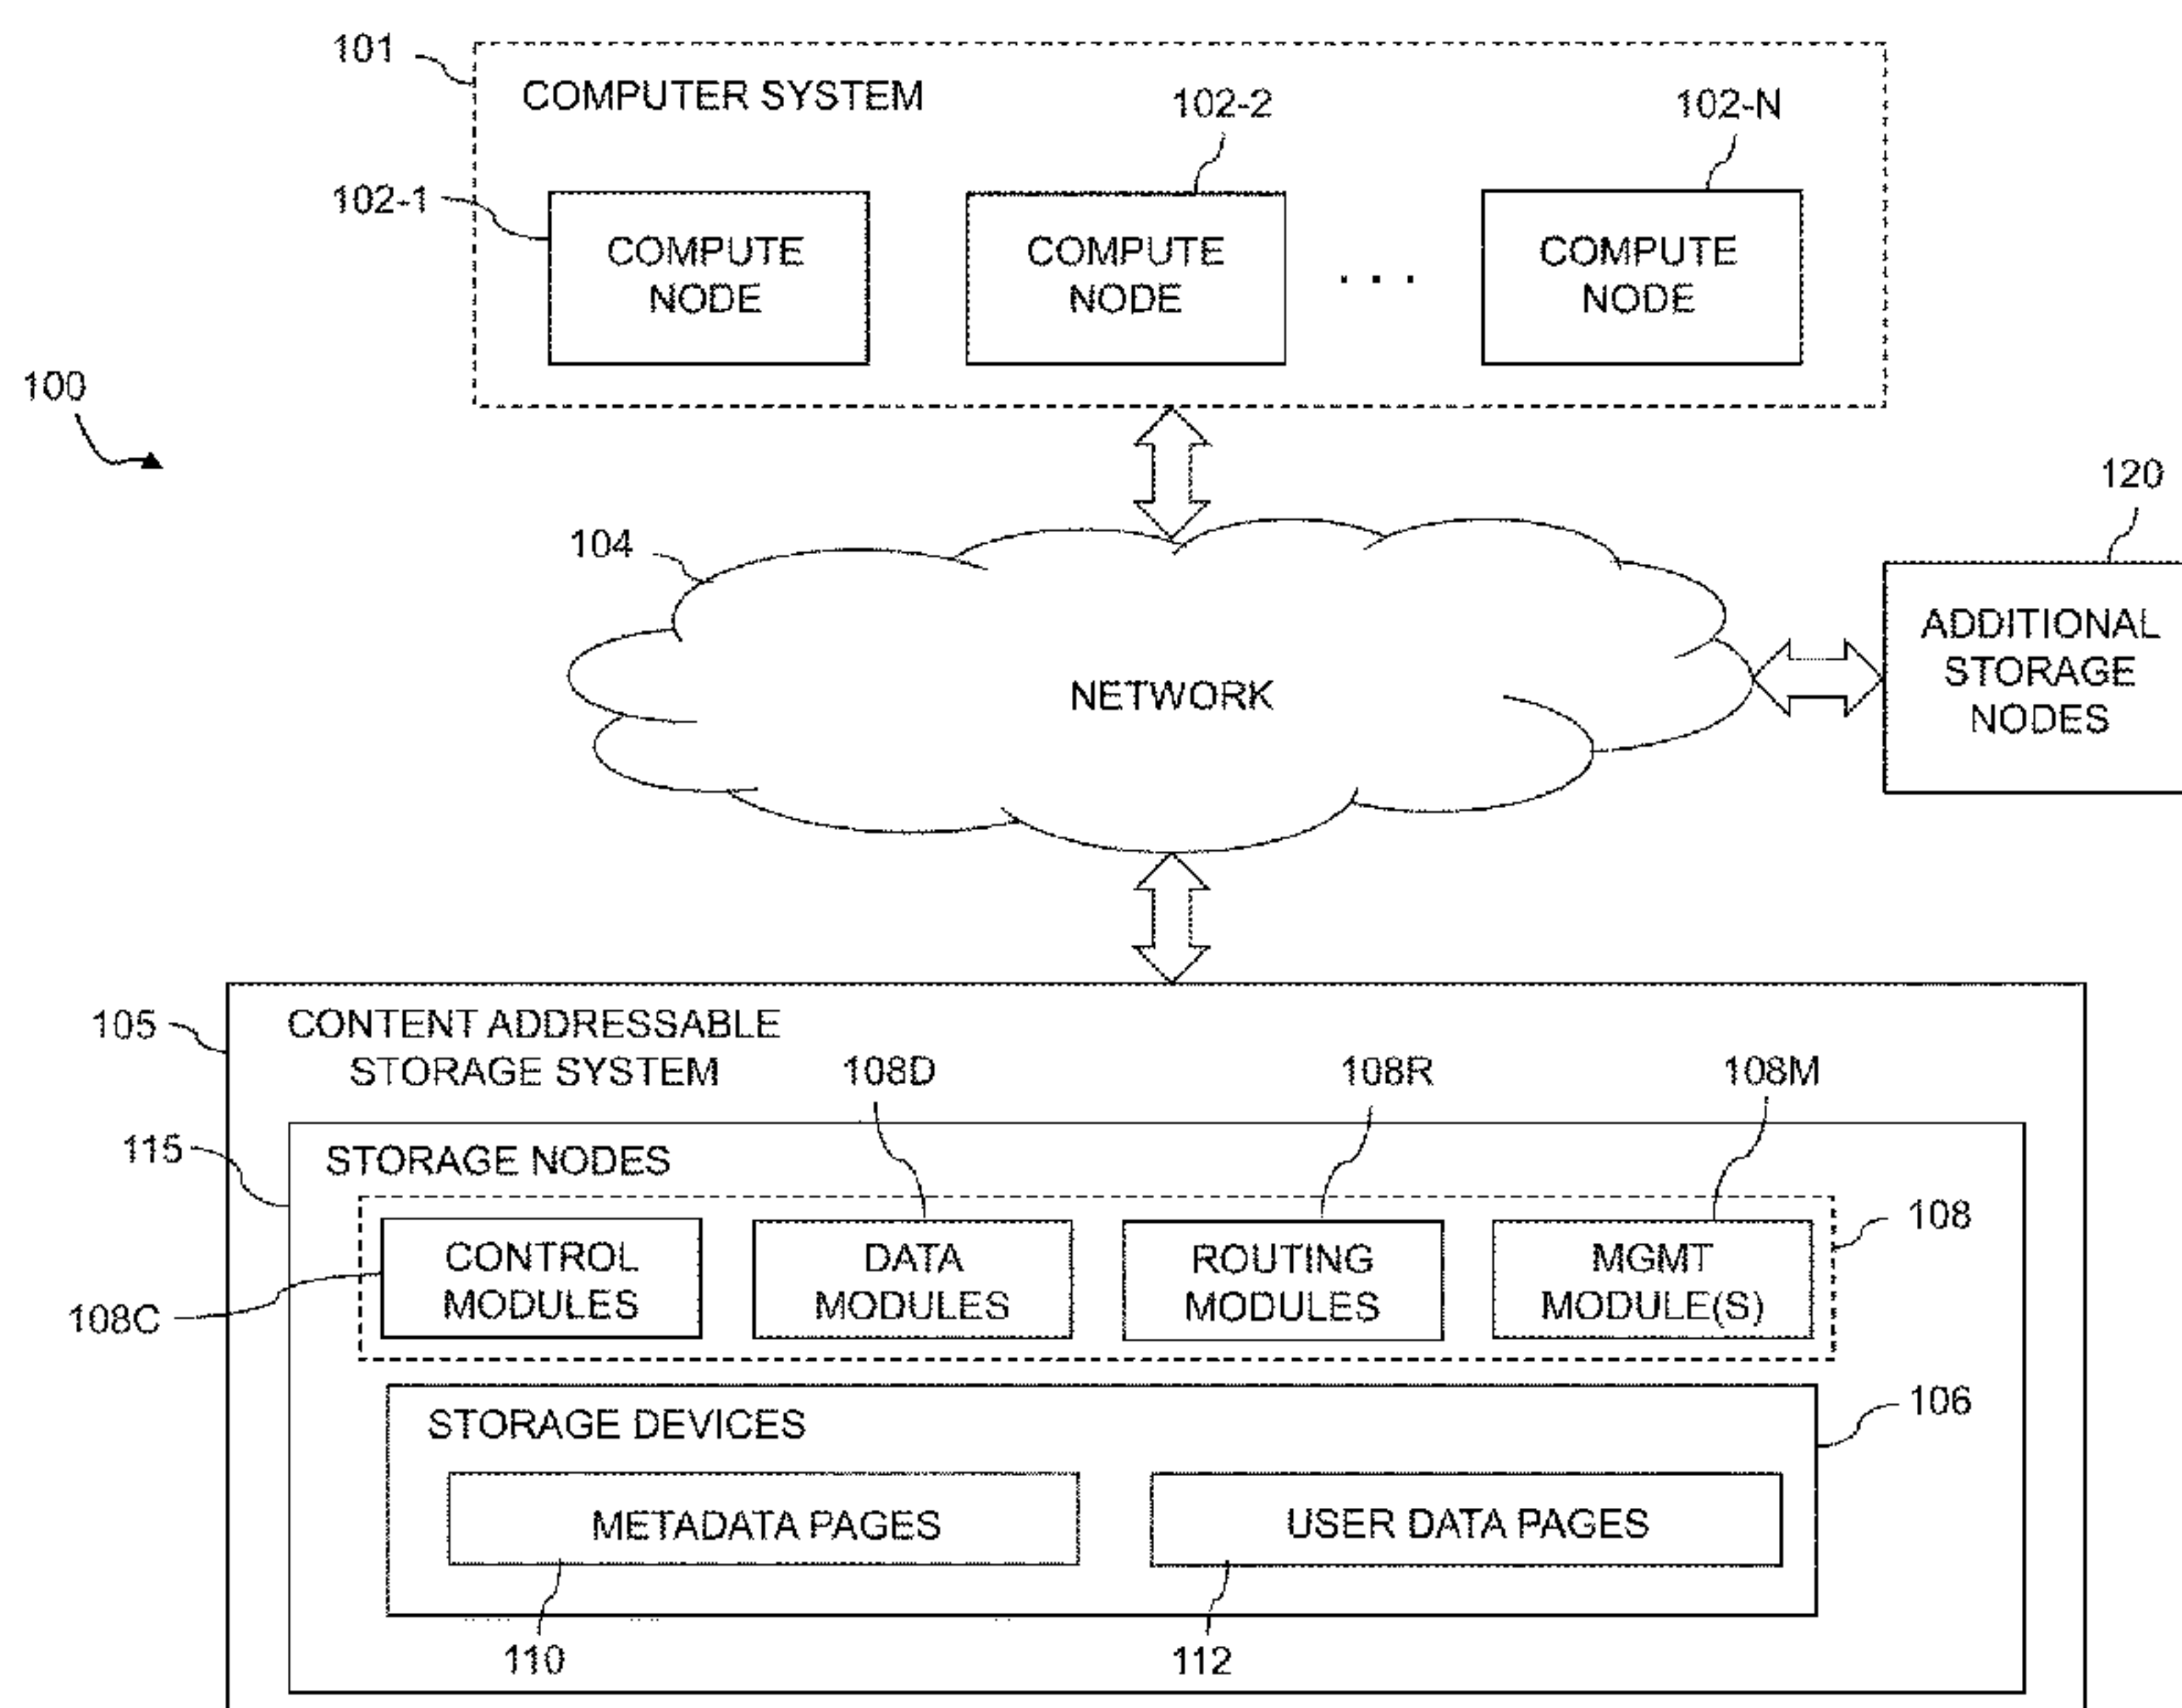 101
COMPUTER SYSTEM
102-2
102-N
102-1
COMPUTE
NODE
COMPUTE
NODE
. . .
COMPUTE
NODE
100
120
104
NETWORK
ADDITIONAL
STORAGE
NODES
105
CONTENT ADDRESSABLE
STORAGE SYSTEM
108D
108R
108M
115
STORAGE NODES
108
CONTROL
MODULES
DATA
MODULES
ROUTING
MODULES
MGMT
MODULE(S)
108C
STORAGE DEVICES
106
METADATA PAGES
USER DATA PAGES
110
112